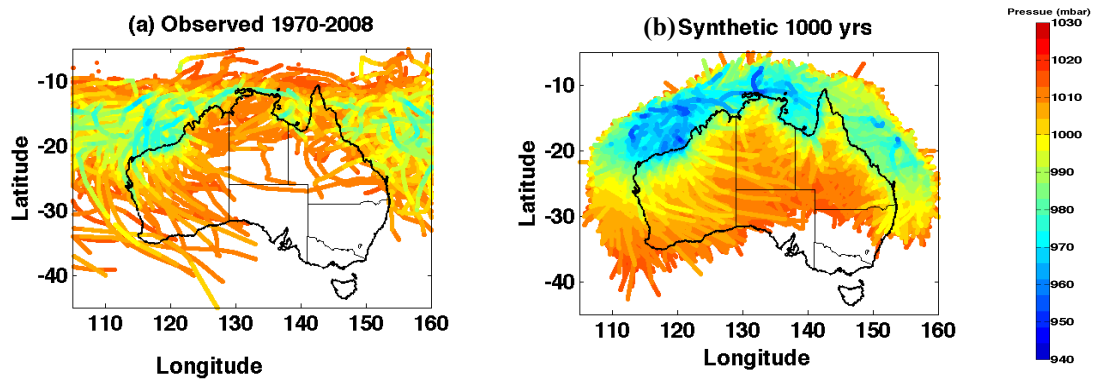 (a) Observed 1970-2008
Latitude
-10
-20
-30
-40
110 120 130 140 150 160
Longitude
(b) Synthetic 1000 yrs
Latitude
-10
-20
-30
-40
110 120 130 140 150 160
Longitude
Pressue (mbar)
1030
1020
1010
1000
990
980
970
960
950
940